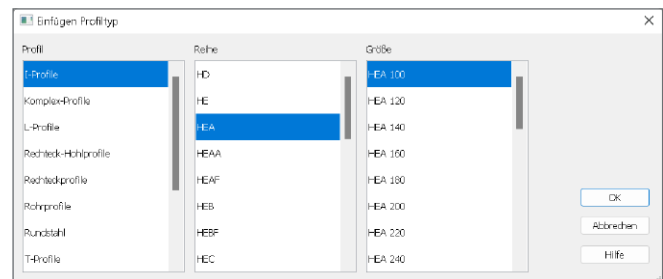 Einfügen Profiltyp
Profil
Reihe
Größe
I-Profile
Komplex-Profile
L-Profile
Rechteck-Hohlprofile
Rechteckprofile
Rohrprofile
Rundstahl
T-Profile
HD
HE
HEA
HEAA
HEAF
HEB
HEBF
HEC
HEA 100
HEA 120
HEA 140
HEA 160
HEA 180
HEA 200
HEA 220
HEA 240
OK
Abbrechen
Hilfe